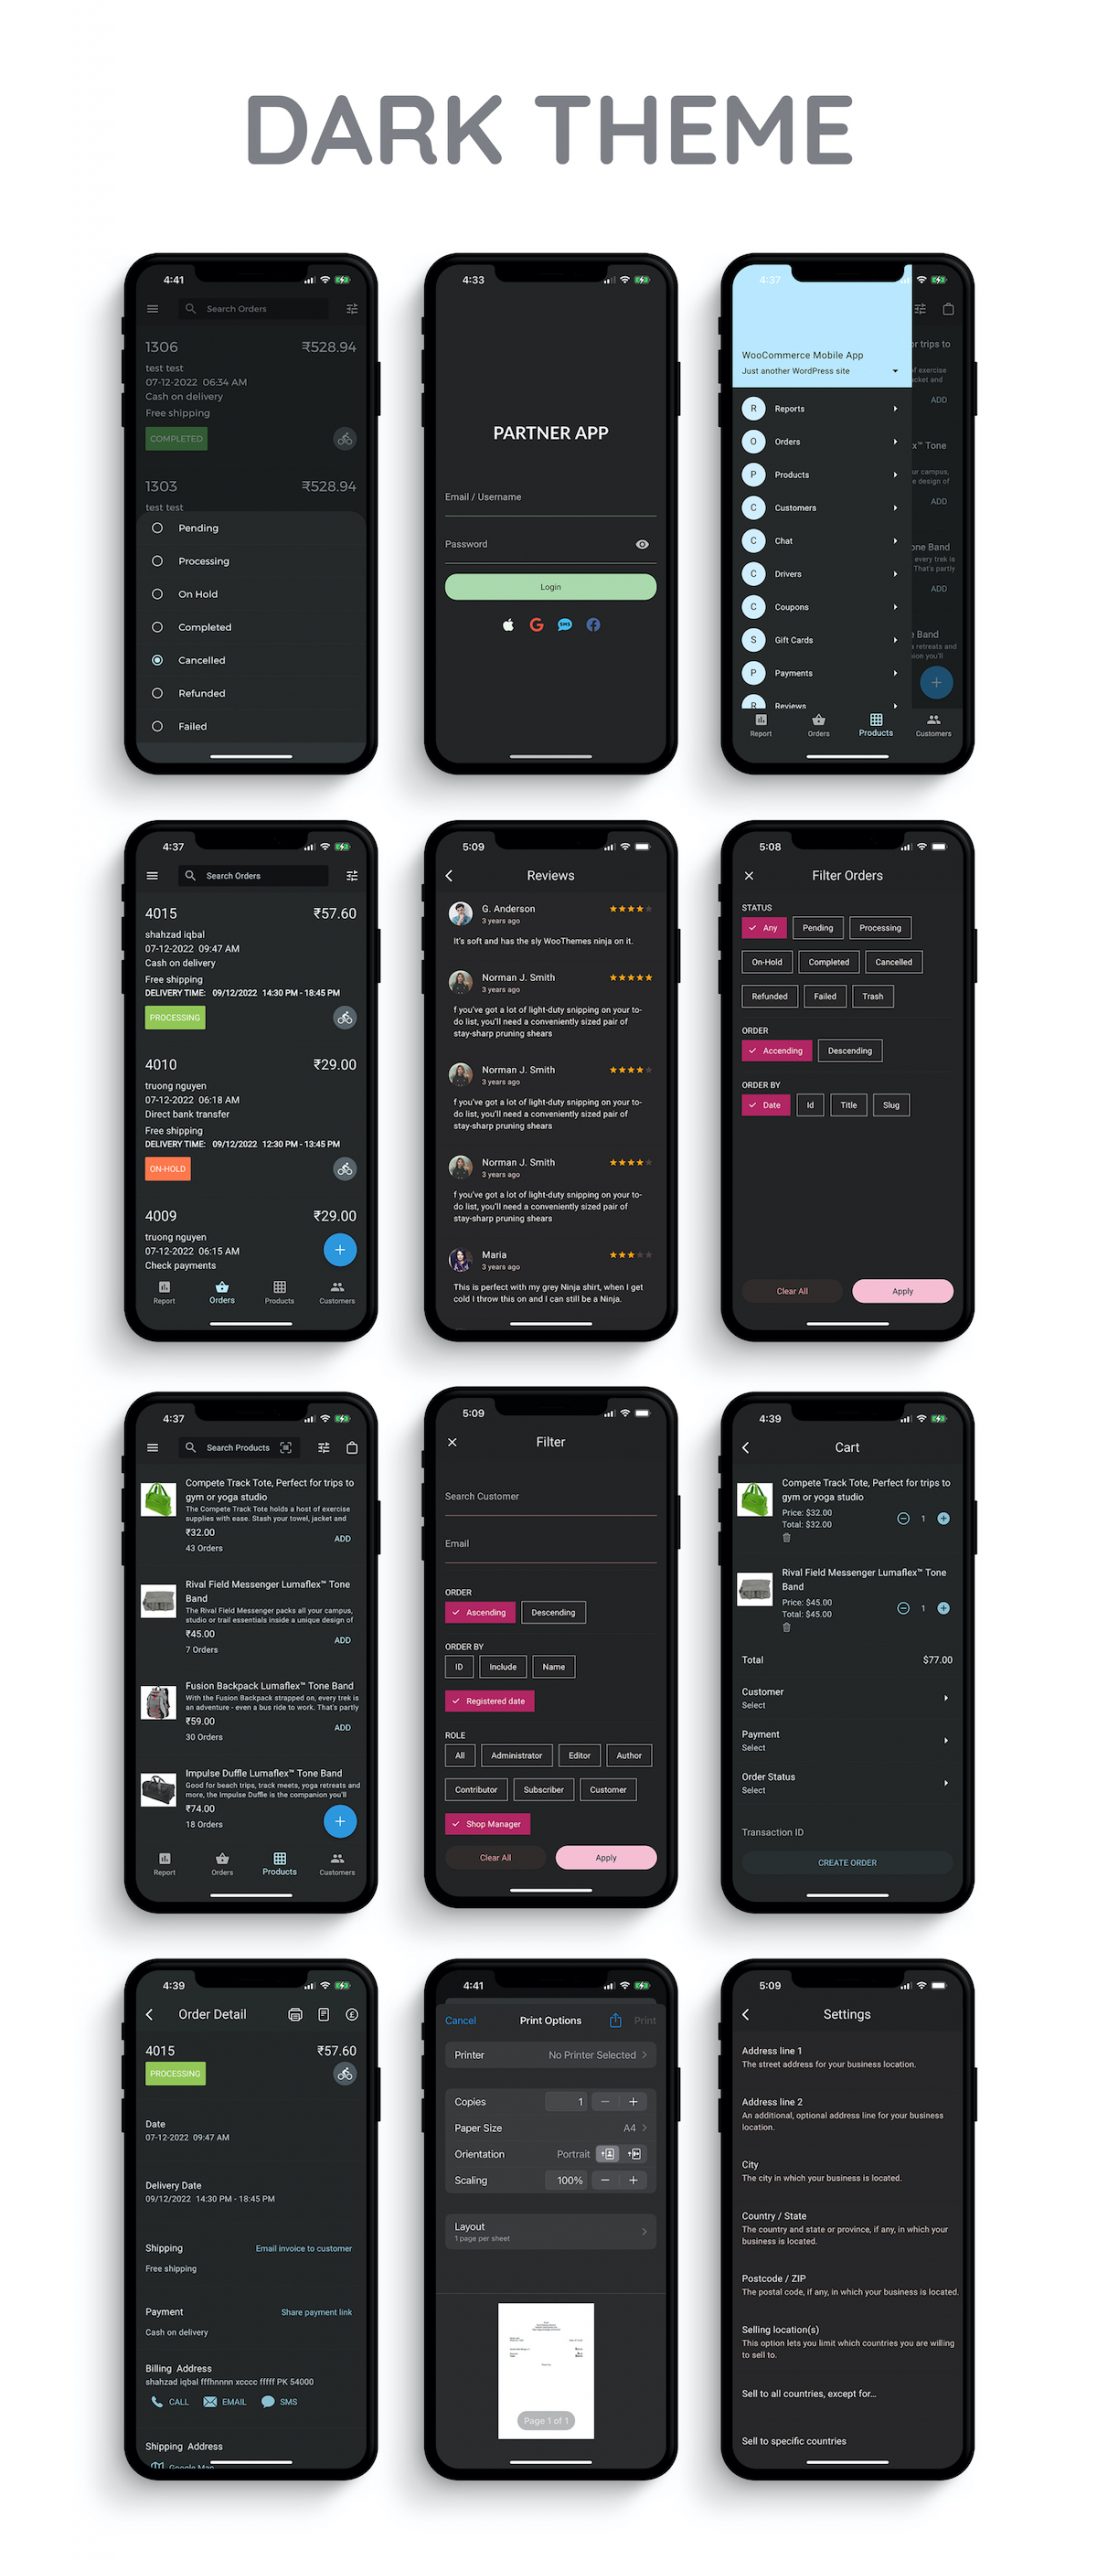 DARK THEME
4:41
Search Orders
1306 ₹528.94
test test
07-12-2022 06:34 AM
Cash on delivery
Free shipping
COMPLETED
1303 ₹528.94
test test
Pending
Processing
On Hold
Completed
Cancelled
Refunded
Failed
4:33
PARTNER APP
Email / Username
Password
Login
SMS
4:37
WooCommerce Mobile App
Just another WordPress site
R Reports
O Orders
P Products
C Customers
C Chat
C Drivers
C Coupons
S Gift Cards
P Payments
R Reviews
or trips to
of exercise
cket and
ADD
x™ Tone
ur campus,
e design of
ADD
one Band
every trek is
That's partly
ADD
e Band
a retreats and
ion you'll
Report Orders Products Customers
4:37
Search Orders
4015 ₹57.60
shahzad iqbal
07-12-2022 09:47 AM
Cash on delivery
Free shipping
DELIVERY TIME: 09/12/2022 14:30 PM - 18:45 PM
PROCESSING
4010 ₹29.00
truong nguyen
07-12-2022 06:18 AM
Direct bank transfer
Free shipping
DELIVERY TIME: 09/12/2022 12:30 PM - 13:45 PM
ON-HOLD
4009 ₹29.00
truong nguyen
07-12-2022 06:15 AM
Check payments
Report Orders Products Customers
5:09
Reviews
G. Anderson
3 years ago
It's soft and has the sly WooThemes ninja on it.
Norman J. Smith
3 years ago
f you've got a lot of light-duty snipping on your to-
do list, you'll need a conveniently sized pair of
stay-sharp pruning shears
Norman J. Smith
3 years ago
f you've got a lot of light-duty snipping on your to-
do list, you'll need a conveniently sized pair of
stay-sharp pruning shears
Norman J. Smith
3 years ago
f you've got a lot of light-duty snipping on your to-
do list, you'll need a conveniently sized pair of
stay-sharp pruning shears
Maria
3 years ago
This is perfect with my grey Ninja shirt, when I get
cold I throw this on and I can still be a Ninja.
5:08
Filter Orders
STATUS
Any Pending Processing
On-Hold Completed Cancelled
Refunded Failed Trash
ORDER
Accending Descending
ORDER BY
Date Id Title Slug
Clear All Apply
4:37
Search Products
Compete Track Tote, Perfect for trips to
gym or yoga studio
The Compete Track Tote holds a host of exercise
supplies with ease. Stash your towel, jacket and
₹32.00
ADD
43 Orders
Rival Field Messenger Lumaflex™ Tone
Band
The Rival Field Messenger packs all your campus,
studio or trail essentials inside a unique design of
₹45.00
ADD
7 Orders
Fusion Backpack Lumaflex™ Tone Band
With the Fusion Backpack strapped on, every trek is
an adventure - even a bus ride to work. That's partly
₹59.00
ADD
30 Orders
Impulse Duffle Lumaflex™ Tone Band
Good for beach trips, track meets, yoga retreats and
more, the Impulse Duffle is the companion you'll
₹74.00
18 Orders
Report Orders Products Customers
5:09
Filter
Search Customer
Email
ORDER
Ascending Descending
ORDER BY
ID Include Name
Registered date
ROLE
All Administrator Editor Author
Contributor Subscriber Customer
Shop Manager
Clear All Apply
4:39
Cart
Compete Track Tote, Perfect for trips to
gym or yoga studio
Price: $32.00
Total: $32.00
1
Rival Field Messenger Lumaflex™ Tone
Band
Price: $45.00
Total: $45.00
1
Total $77.00
Customer
Select
Payment
Select
Order Status
Select
Transaction ID
CREATE ORDER
4:39
Order Detail
4015 ₹57.60
PROCESSING
Date
07-12-2022 09:47 AM
Delivery Date
09/12/2022 14:30 PM - 18:45 PM
Shipping Email invoice to customer
Free shipping
Payment Share payment link
Cash on delivery
Billing Address
shahzad iqbal fffhnnnn xcccc fffff PK 54000
CALL EMAIL SMS
Shipping Address
Google Map
4:41
Cancel Print Options Print
Printer No Printer Selected
Copies 1
Paper Size A4
Orientation Portrait
Scaling 100%
Layout
1 page per sheet
Page 1 of 1
5:09
Settings
Address line 1
The street address for your business location.
Address line 2
An additional, optional address line for your business
location.
City
The city in which your business is located.
Country / State
The country and state or province, if any, in which your
business is located.
Postcode / ZIP
The postal code, if any, in which your business is located.
Selling location(s)
This option lets you limit which countries you are willing
to sell to.
Sell to all countries, except for...
Sell to specific countries